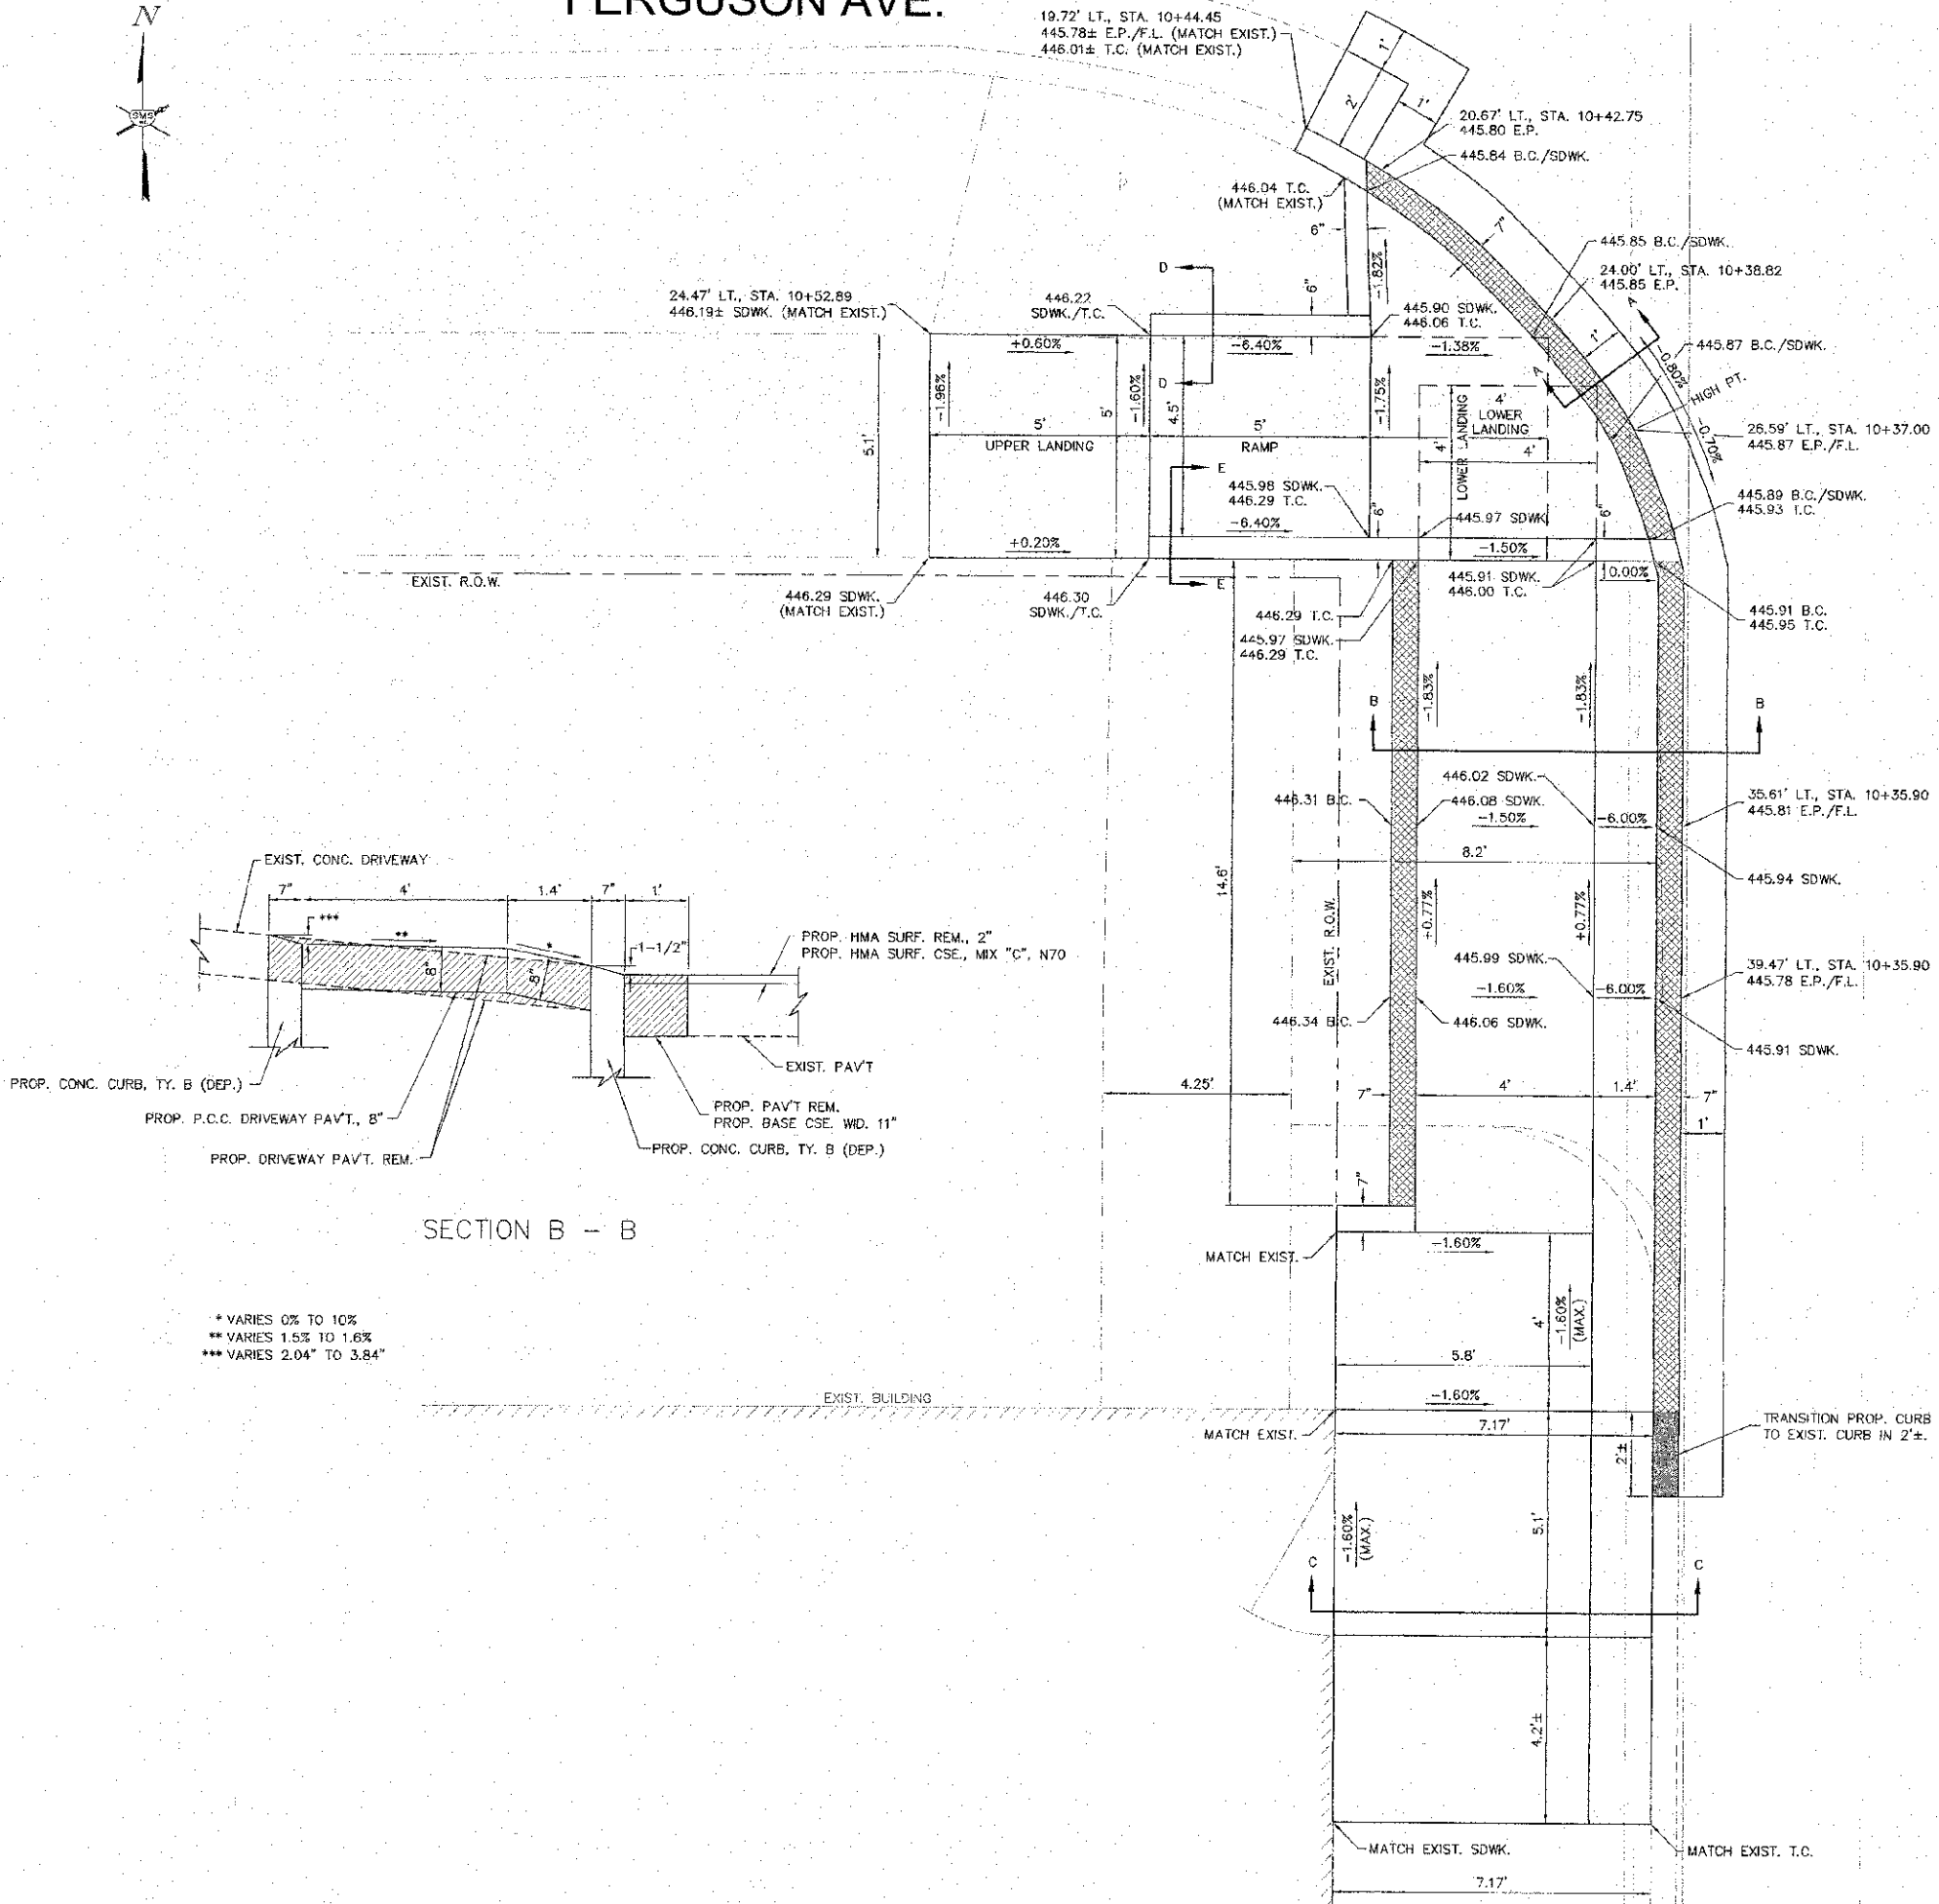 FERGUSON AVE.
N
SMS
19.72' LT., STA. 10+44.45
445.78± E.P./F.L. (MATCH EXIST.)
446.01± T.C. (MATCH EXIST.)
1'
2'
1'
20.67' LT., STA. 10+42.75
445.80 E.P.
445.84 B.C./SDWK.
446.04 T.C.
(MATCH EXIST.)
6"
7"
-1.82%
445.85 B.C./SDWK.
24.00' LT., STA. 10+38.82
445.85 E.P.
D
6"
24.47' LT., STA. 10+52.89
446.19± SDWK. (MATCH EXIST.)
446.22
SDWK./T.C.
445.90 SDWK.
446.06 T.C.
A
1'
+0.60%
-6.40%
-1.38%
-0.80%
445.87 B.C./SDWK.
A
HIGH PT.
-1.96%
-1.60%
D
-1.75%
5.1'
5'
4.5'
5'
UPPER LANDING
5'
RAMP
LOWER LANDING
4'
4'
LOWER
LANDING
4'
-0.70%
26.59' LT., STA. 10+37.00
445.87 E.P./F.L.
E
445.98 SDWK.
446.29 T.C.
-6.40%
6"
445.97 SDWK.
6"
445.89 B.C./SDWK.
445.93 T.C.
+0.20%
-1.50%
EXIST. R.O.W.
E
446.29 SDWK.
(MATCH EXIST.)
446.30
SDWK./T.C.
446.29 T.C.
445.97 SDWK.
446.29 T.C.
445.91 SDWK.
446.00 T.C.
0.00%
445.91 B.C.
445.95 T.C.
-1.83%
-1.83%
B
B
446.02 SDWK.
446.31 B.C.
446.08 SDWK.
-1.50%
-6.00%
35.61' LT., STA. 10+35.90
445.81 E.P./F.L.
8.2'
445.94 SDWK.
14.6'
EXIST. R.O.W.
+0.77%
+0.77%
445.99 SDWK.
-1.60%
-6.00%
39.47' LT., STA. 10+35.90
445.78 E.P./F.L.
446.34 B.C.
446.06 SDWK.
445.91 SDWK.
4.25'
7"
4'
1.4'
7"
1'
EXIST. CONC. DRIVEWAY
7"
4'
1.4'
7"
1'
***
**
*
1-1/2"
8"
8"
PROP. HMA SURF. REM., 2"
PROP. HMA SURF. CSE., MIX "C", N70
EXIST. PAV'T
PROP. CONC. CURB, TY. B (DEP.)
PROP. P.C.C. DRIVEWAY PAV'T., 8"
PROP. DRIVEWAY PAV'T. REM.
PROP. PAV'T REM.
PROP. BASE CSE. WID. 11"
PROP. CONC. CURB, TY. B (DEP.)
SECTION B - B
* VARIES 0% TO 10%
** VARIES 1.5% TO 1.6%
*** VARIES 2.04" TO 3.84"
7"
MATCH EXIST.
-1.60%
4'
-1.60%
(MAX.)
5.8'
EXIST. BUILDING
-1.60%
MATCH EXIST.
7.17'
2'±
TRANSITION PROP. CURB
TO EXIST. CURB IN 2'±.
-1.60%
(MAX.)
5.1'
C
C
4.2'±
MATCH EXIST. SDWK.
MATCH EXIST. T.C.
7.17'